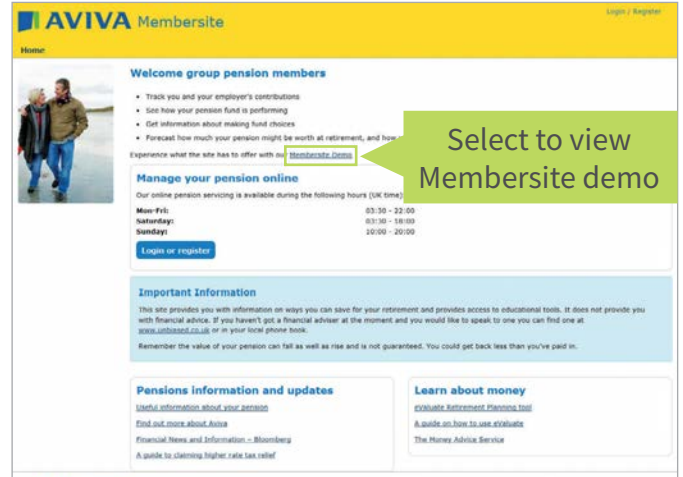 AVIVA Membersite
Login / Register
Home
Welcome group pension members
• Track you and your employer's contributions
• See how your pension fund is performing
• Get information about making fund choices
• Forecast how much your pension might be worth at retirement, and how
Experience what the site has to offer with our Membersite Demo
Select to view
Membersite demo
Manage your pension online
Our online pension servicing is available during the following hours (UK time)
Mon-Fri: 03:30 - 22:00
Saturday: 03:30 - 18:00
Sunday: 10:00 - 20:00
Login or register
Important Information
This site provides you with information on ways you can save for your retirement and provides access to educational tools. It does not provide you
with financial advice. If you haven't got a financial adviser at the moment and you would like to speak to one you can find one at
www.unbiased.co.uk or in your local phone book.
Remember the value of your pension can fall as well as rise and is not guaranteed. You could get back less than you've paid in.
Pensions information and updates
Useful information about your pension
Find out more about Aviva
Financial News and Information - Bloomberg
A guide to claiming higher rate tax relief
Learn about money
eValuate Retirement Planning tool
A guide on how to use eValuate
The Money Advice Service